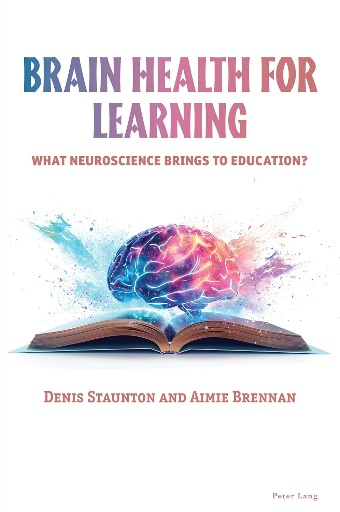 BRAIN HEALTH FOR
LEARNING
WHAT NEUROSCIENCE BRINGS TO EDUCATION?
DENIS STAUNTON AND AIMIE BRENNAN
Peter Lang